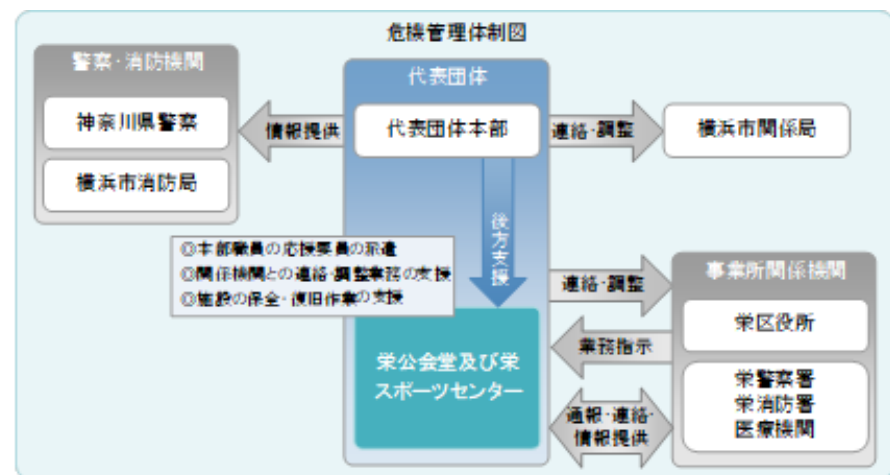 危機管理体制図
警察・消防機関
神奈川県警察
横浜市消防局
情報提供
代表団体
代表団体本部
連絡・調整
横浜市関係局
後方支援
◎本部職員の応援要員の派遣
◎関係機関との連絡・調整業務の支援
◎施設の保全・復旧作業の支援
栄公会堂及び栄
スポーツセンター
連絡・調整
業務指示
通報・連絡・
情報提供
事業所関係機関
栄区役所
栄警察署
栄消防署
医療機関